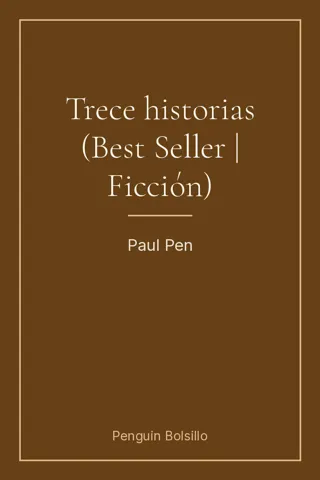 Trece historias
(Best Seller |
Ficción)
Paul Pen
Penguin Bolsillo